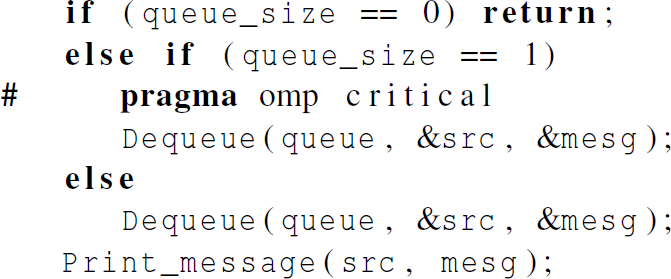 if (queue_size == 0) return;
else if (queue_size == 1)
# pragma omp critical
Dequeue(queue, &src, &mesg);
else
Dequeue(queue, &src, &mesg);
Print_message(src, mesg);